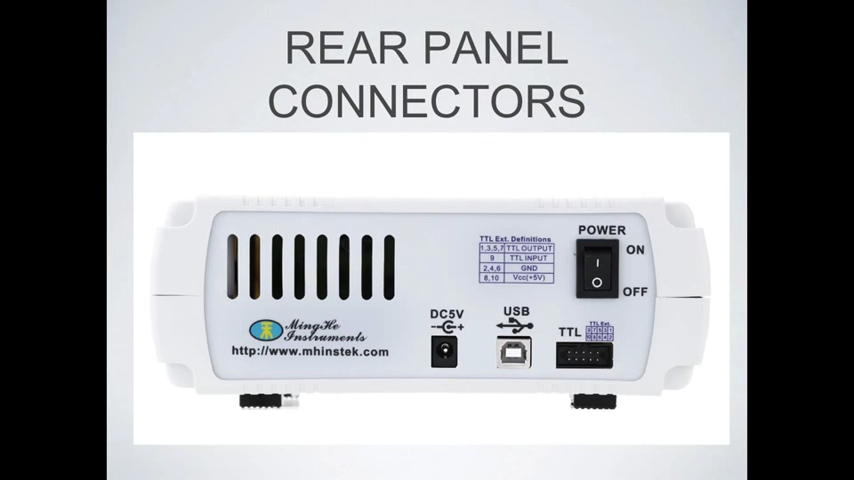 REAR PANEL
CONNECTORS
POWER
ON
OFF
TTL Ext. Definitions
1,3,5,7 TTL OUTPUT
9 TTL INPUT
2,4,6 GND
8,10 Vcc(+5V)
DC5V
USB
TTL
TTL Ext.
MingHe
Instruments
http://www.mhinstek.com